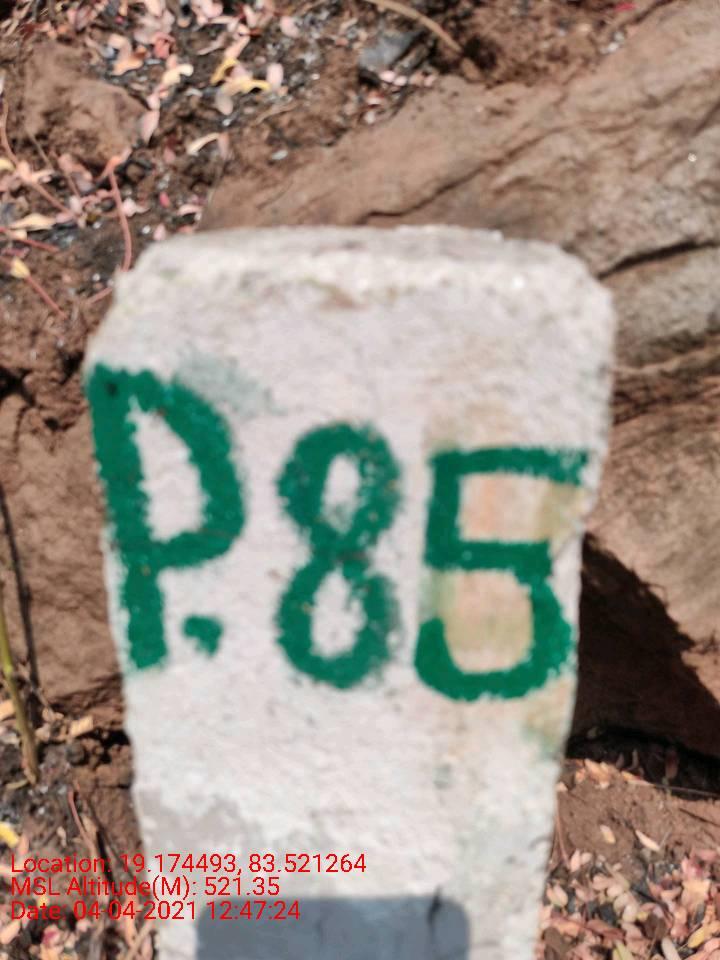 P.85
Location: 19.174493, 83.521264
MSL Altitude(M): 521.35
Date: 04-04-2021 12:47:24